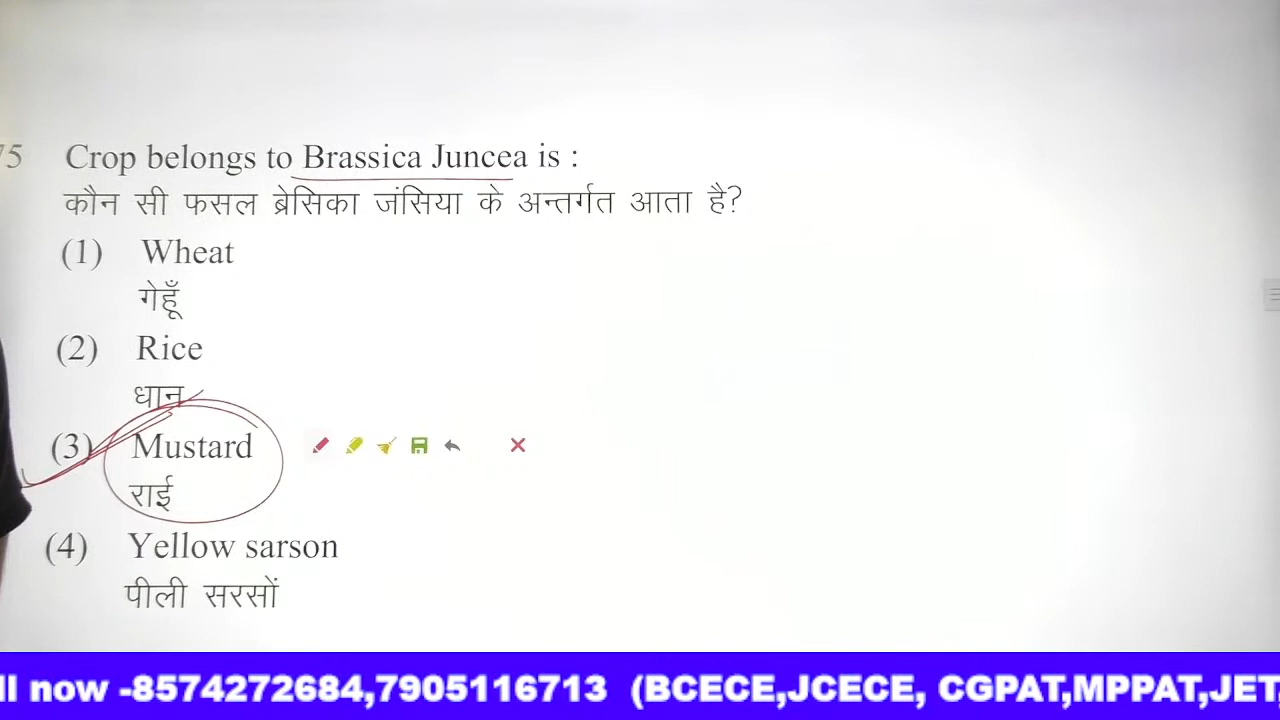 75 Crop belongs to Brassica Juncea is :
कौन सी फसल ब्रेसिका जंसिया के अन्तर्गत आता है?
(1) Wheat
गेहूँ
(2) Rice
धान
(3) Mustard
राई
(4) Yellow sarson
पीली सरसों
ll now -8574272684,7905116713 (BCECE,JCECE, CGPAT,MPPAT,JET,